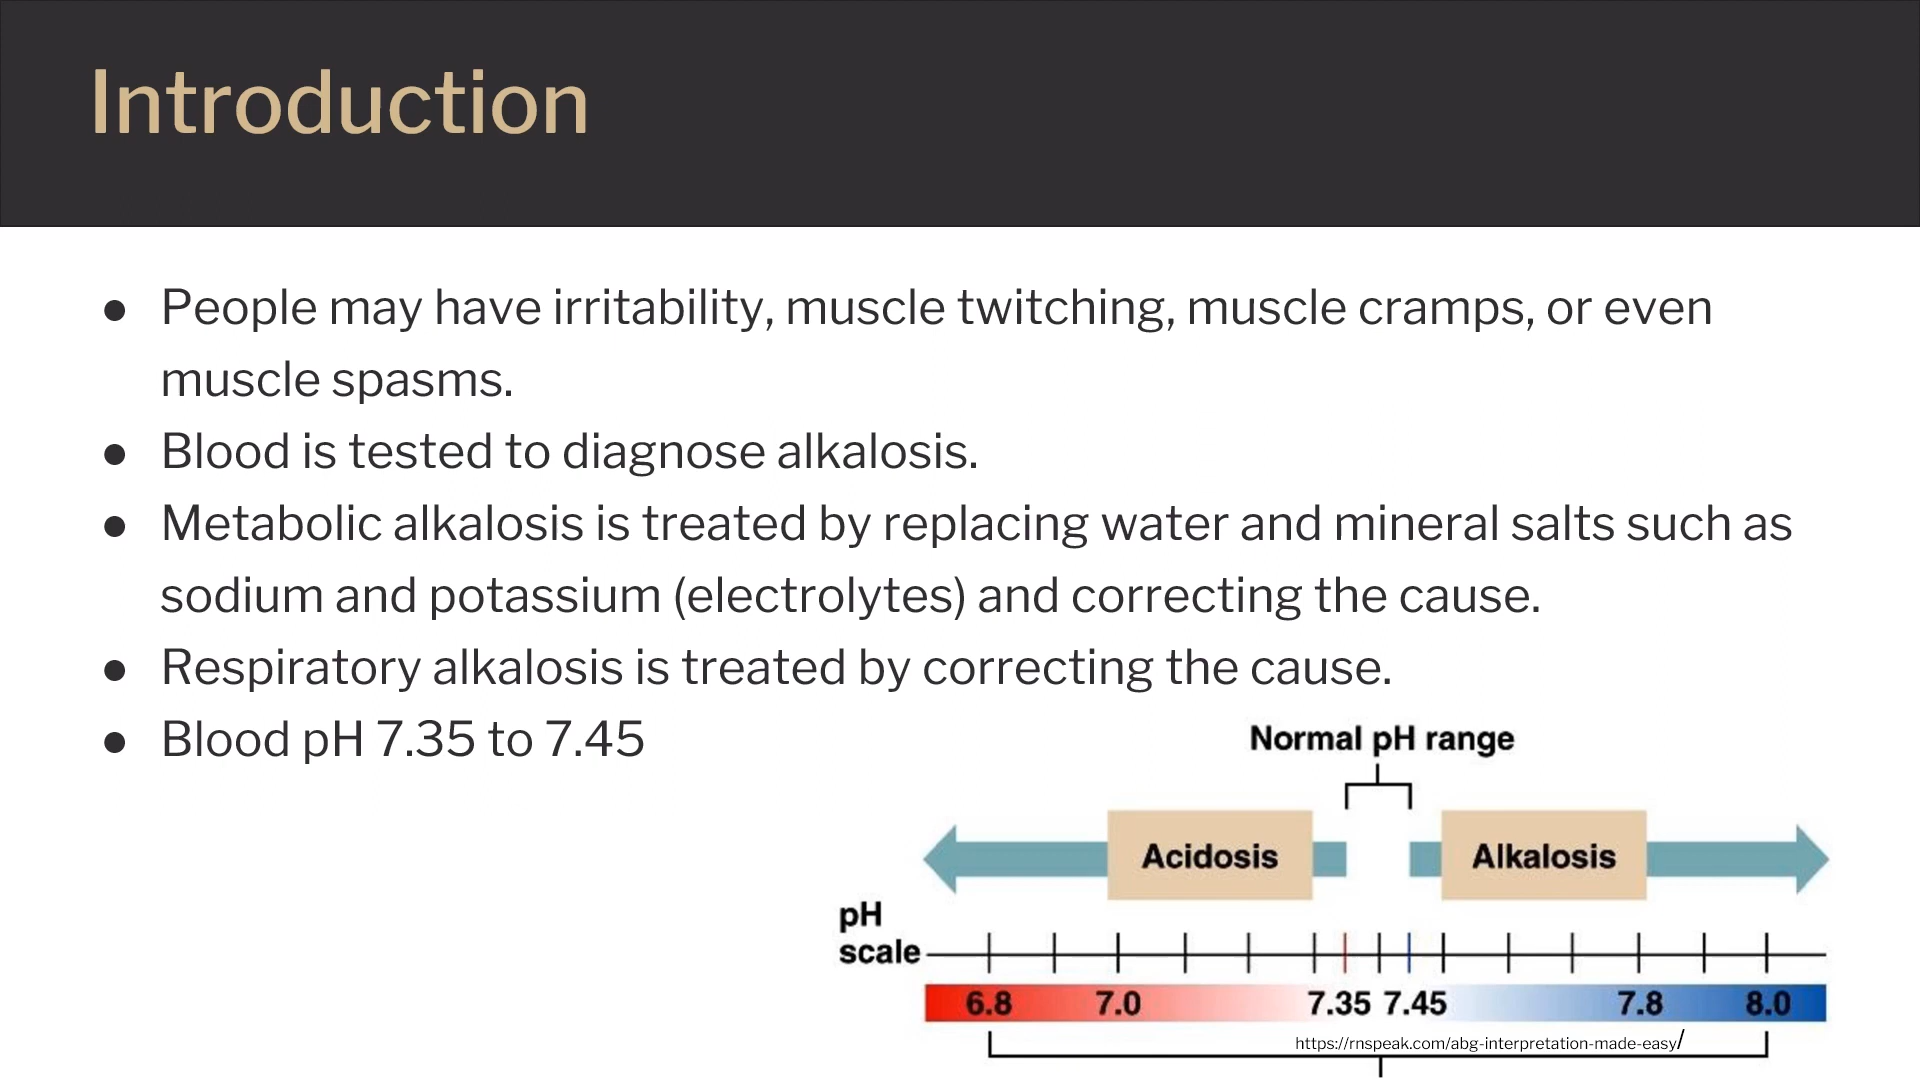 Introduction
● People may have irritability, muscle twitching, muscle cramps, or even
muscle spasms.
● Blood is tested to diagnose alkalosis.
● Metabolic alkalosis is treated by replacing water and mineral salts such as
sodium and potassium (electrolytes) and correcting the cause.
● Respiratory alkalosis is treated by correcting the cause.
● Blood pH 7.35 to 7.45
Normal pH range
Acidosis Alkalosis
pH
scale
6.8 7.0 7.35 7.45 7.8 8.0
https://rnspeak.com/abg-interpretation-made-easy/